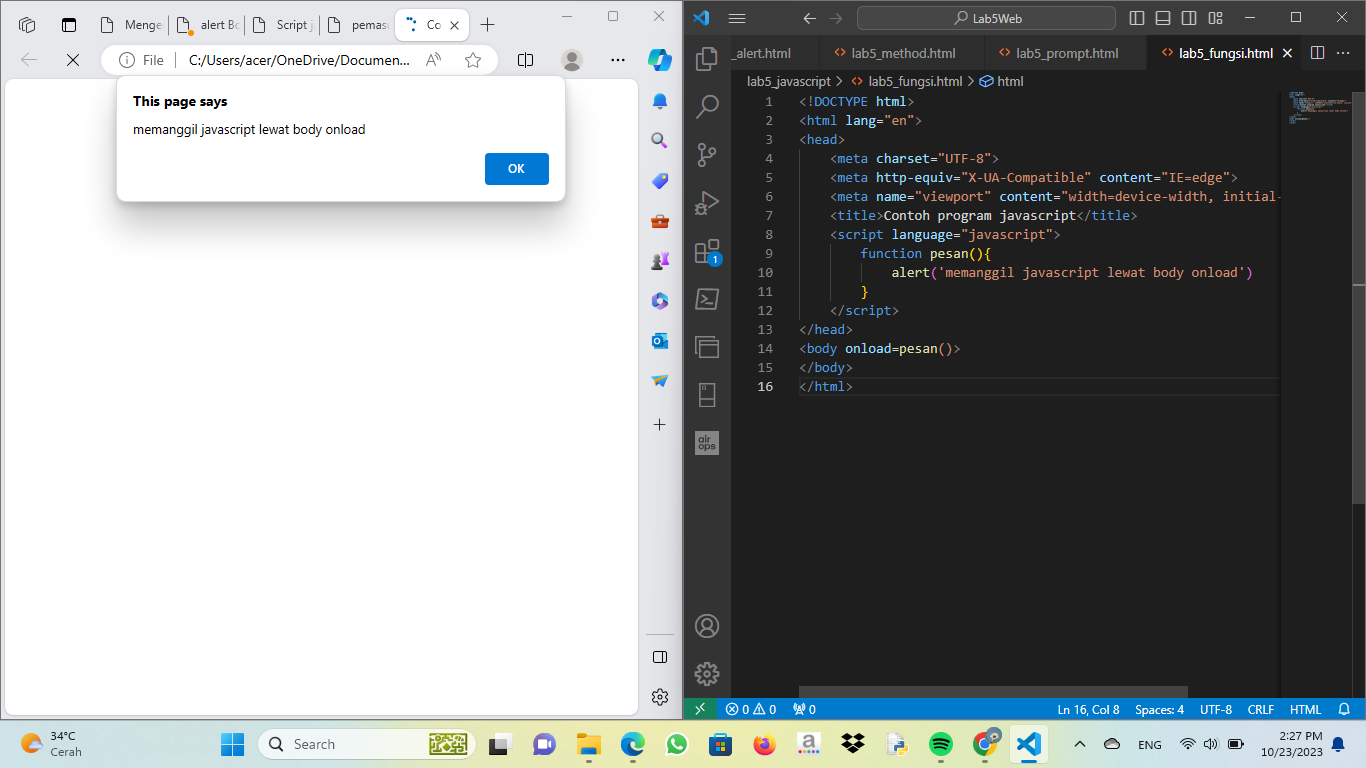 Menge
alert Bo
Script j
pemas
Co
File
C:/Users/acer/OneDrive/Documen...
This page says
memanggil javascript lewat body onload
OK
Lab5Web
_alert.html
lab5_method.html
lab5_prompt.html
lab5_fungsi.html
lab5_javascript > lab5_fungsi.html > html
1 <!DOCTYPE html>
2 <html lang="en">
3 <head>
4 <meta charset="UTF-8">
5 <meta http-equiv="X-UA-Compatible" content="IE=edge">
6 <meta name="viewport" content="width=device-width, initial-
7 <title>Contoh program javascript</title>
8 <script language="javascript">
9 function pesan(){
10 alert('memanggil javascript lewat body onload')
11 }
12 </script>
13 </head>
14 <body onload=pesan()>
15 </body>
16 </html>
1
air
ops
0 0 0
Ln 16, Col 8
Spaces: 4
UTF-8
CRLF
HTML
34°C
Cerah
Search
ENG
2:27 PM
10/23/2023